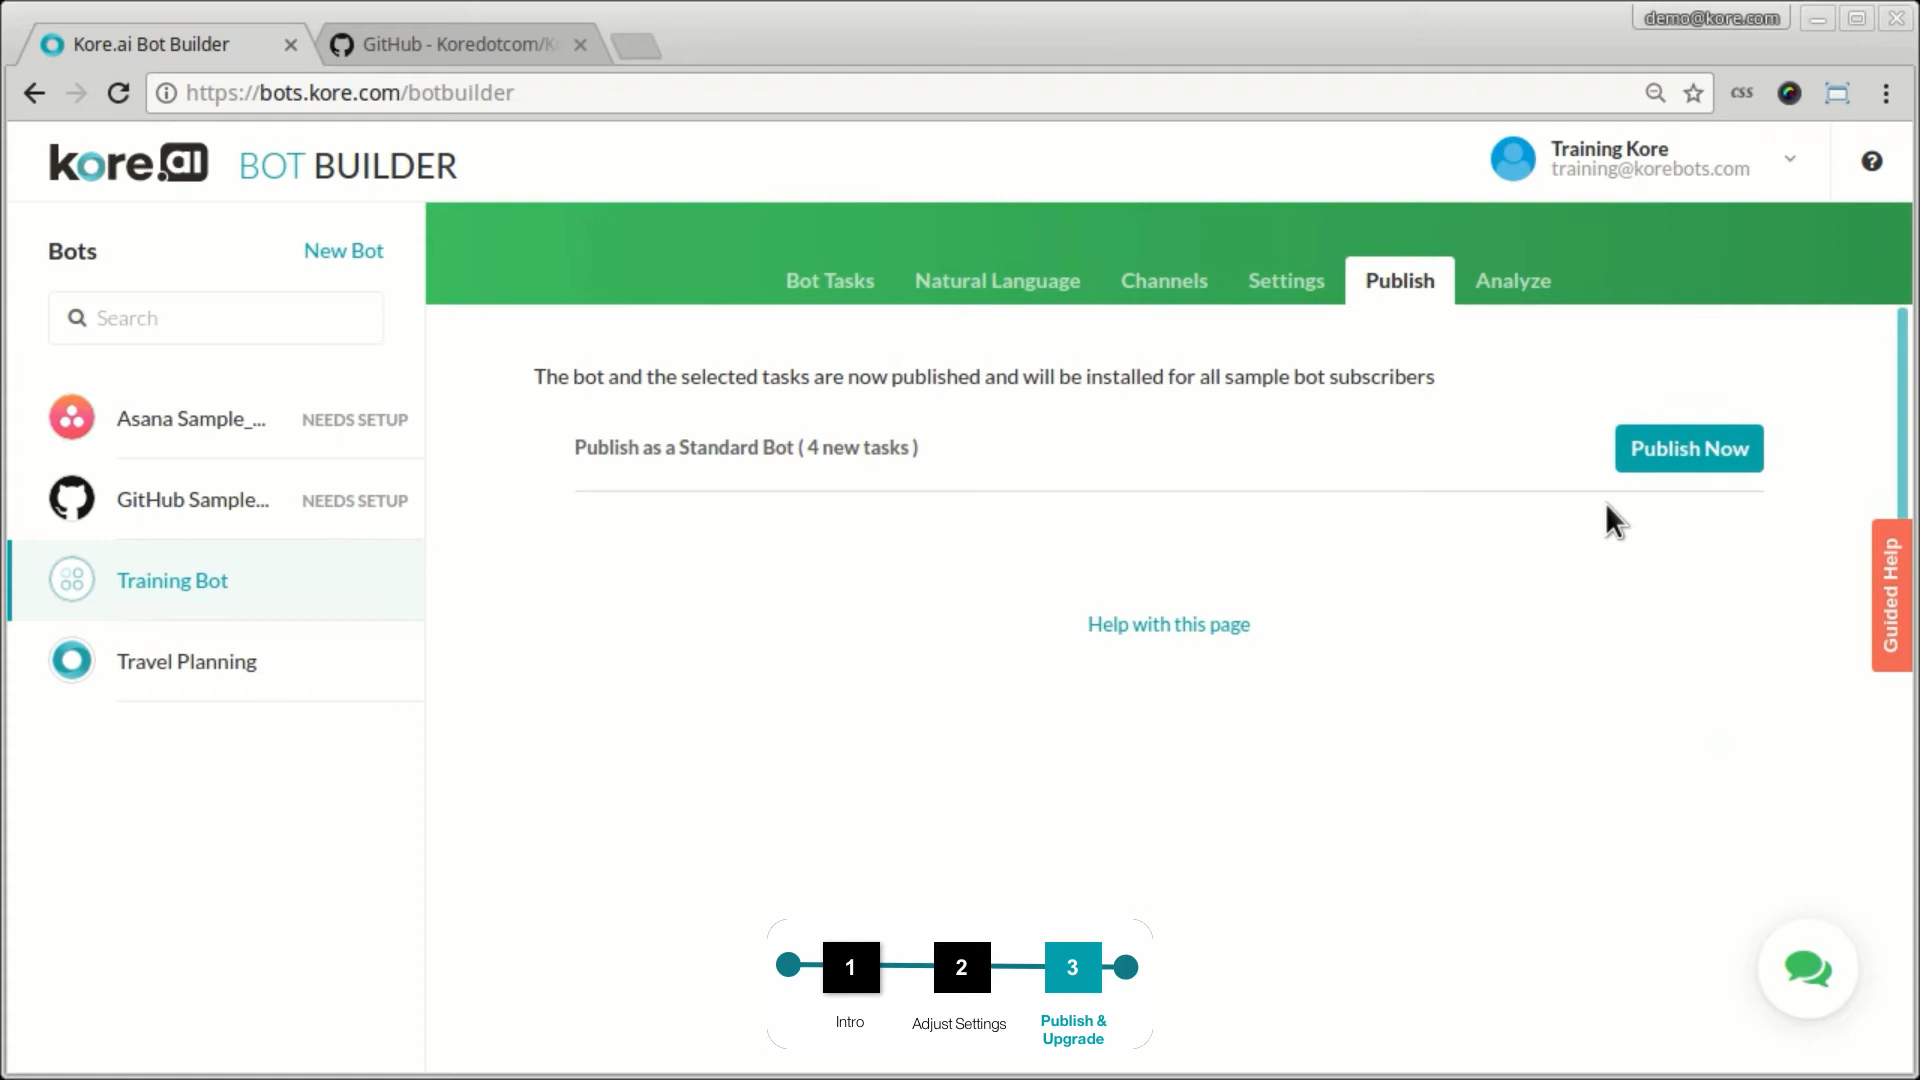 demo@kore.com
Kore.ai Bot Builder
GitHub - Koredotcom/K
https://bots.kore.com/botbuilder
css
kore.ai BOT BUILDER
Training Kore
training@korebots.com
Bots
New Bot
Search
Asana Sample_...
NEEDS SETUP
GitHub Sample...
NEEDS SETUP
Training Bot
Travel Planning
Bot Tasks
Natural Language
Channels
Settings
Publish
Analyze
The bot and the selected tasks are now published and will be installed for all sample bot subscribers
Publish as a Standard Bot ( 4 new tasks )
Publish Now
Help with this page
Guided Help
1
2
3
Intro
Adjust Settings
Publish &
Upgrade